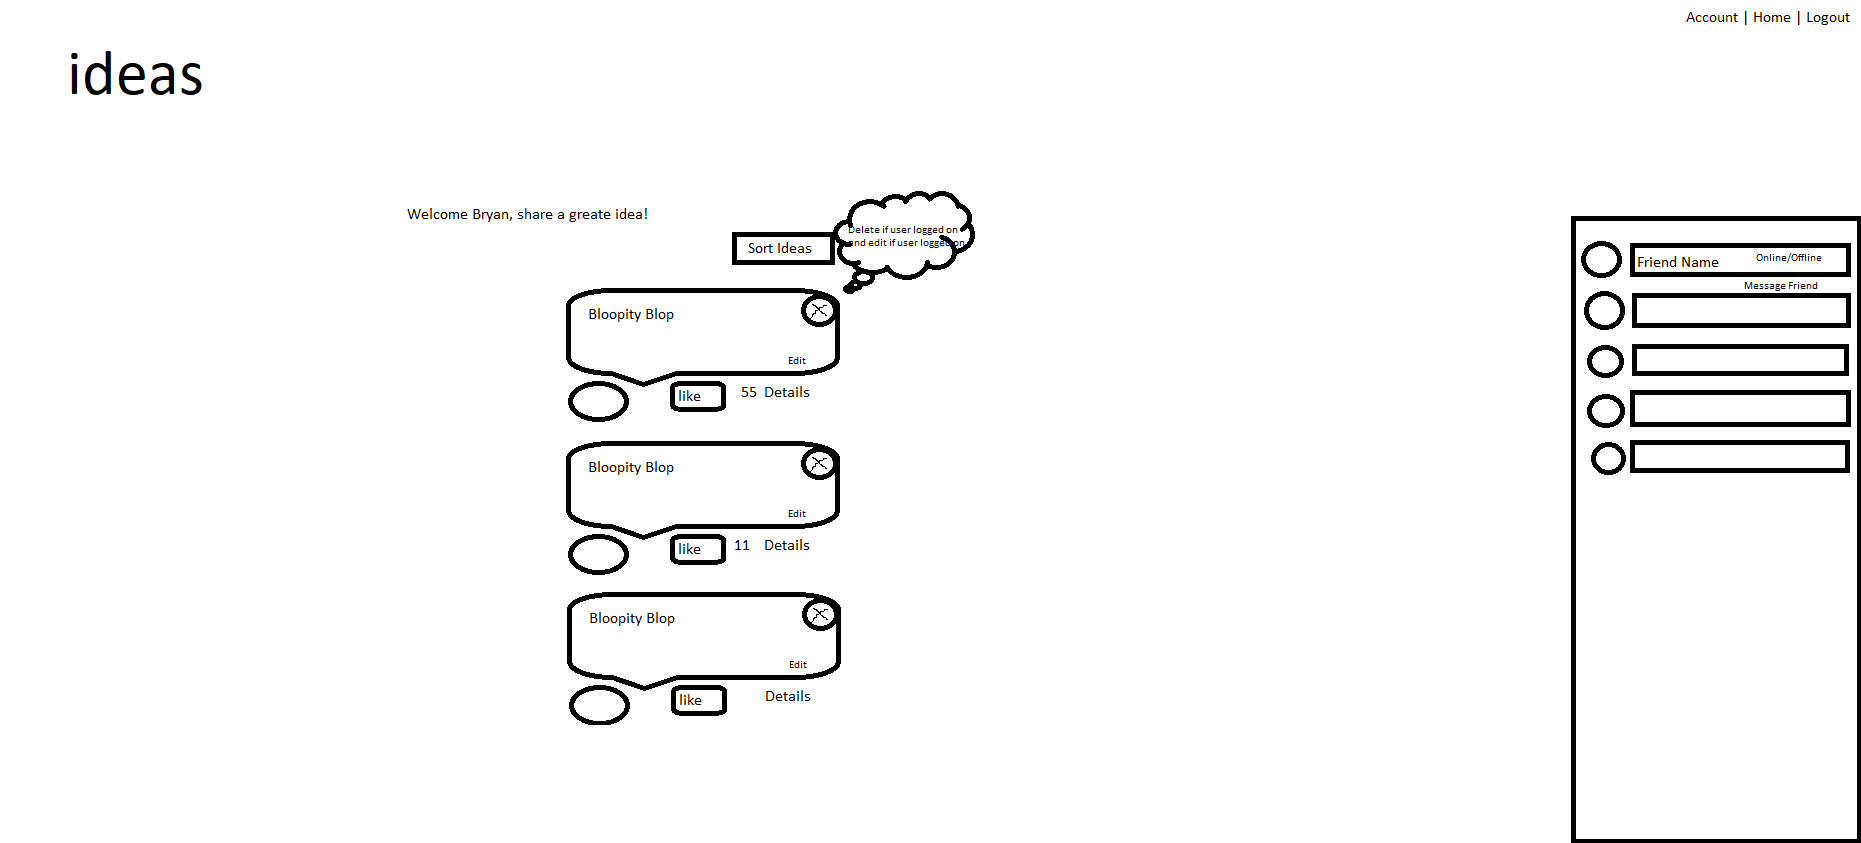 Account | Home | Logout
ideas
Welcome Bryan, share a greate idea!
Sort Ideas
Delete if user logged on
and edit if user logged on
Bloopity Blop
Edit
like 55 Details
Bloopity Blop
Edit
like 11 Details
Bloopity Blop
Edit
like Details
Friend Name Online/Offline
Message Friend